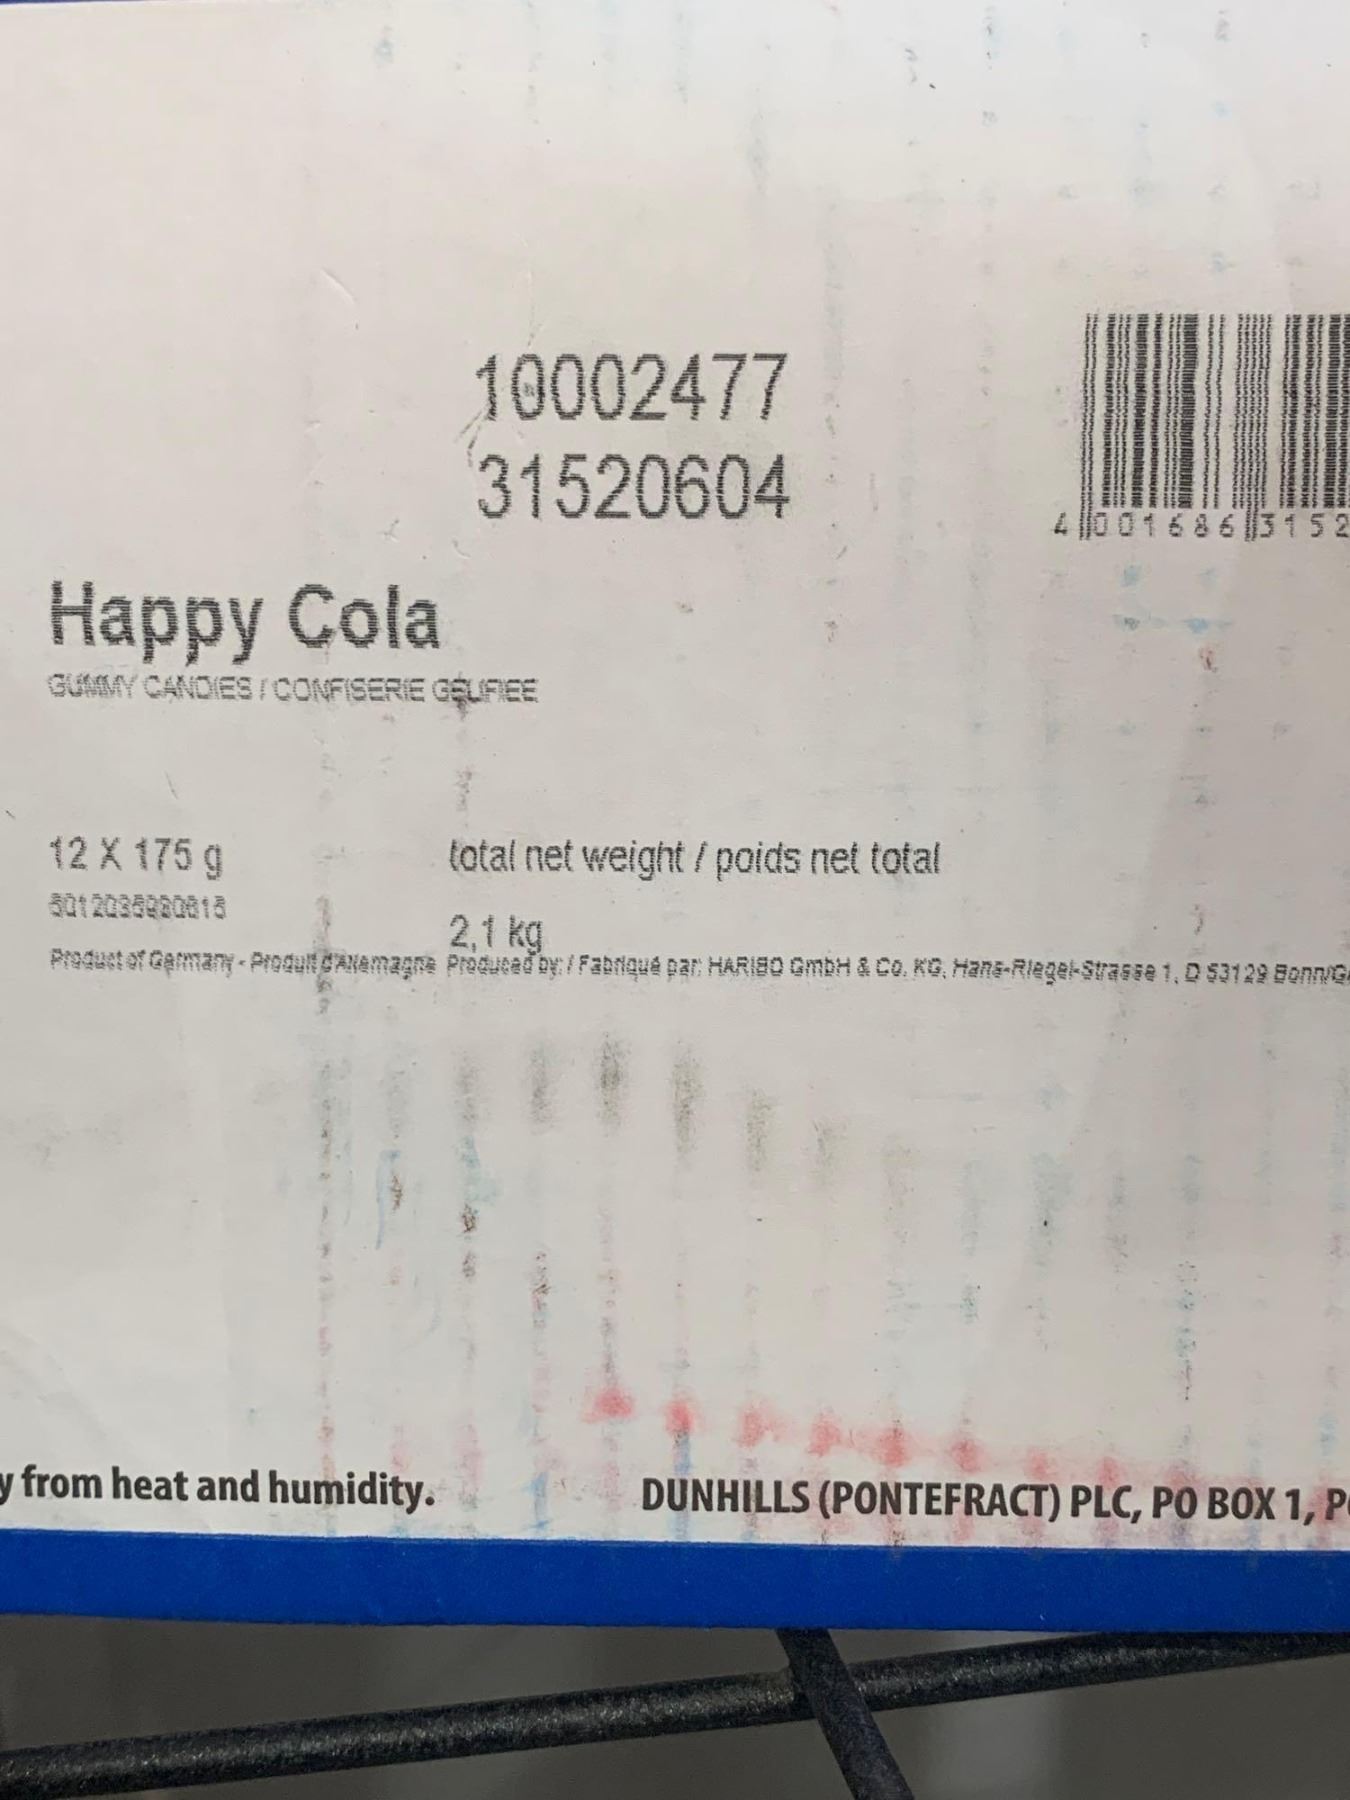 10002477
31520604
4 001686 3152
Happy Cola
GUMMY CANDIES / CONFISERIE GELIFIEE
12 X 175 g
total net weight / poids net total
2,1 kg
Product of Germany - Produit d'Allemagne Produced by: / Fabriqué par: HARIBO GmbH & Co. KG, Hans-Riegel-Strasse 1, D 53129 Bonn/G
y from heat and humidity.
DUNHILLS (PONTEFRACT) PLC, PO BOX 1, P